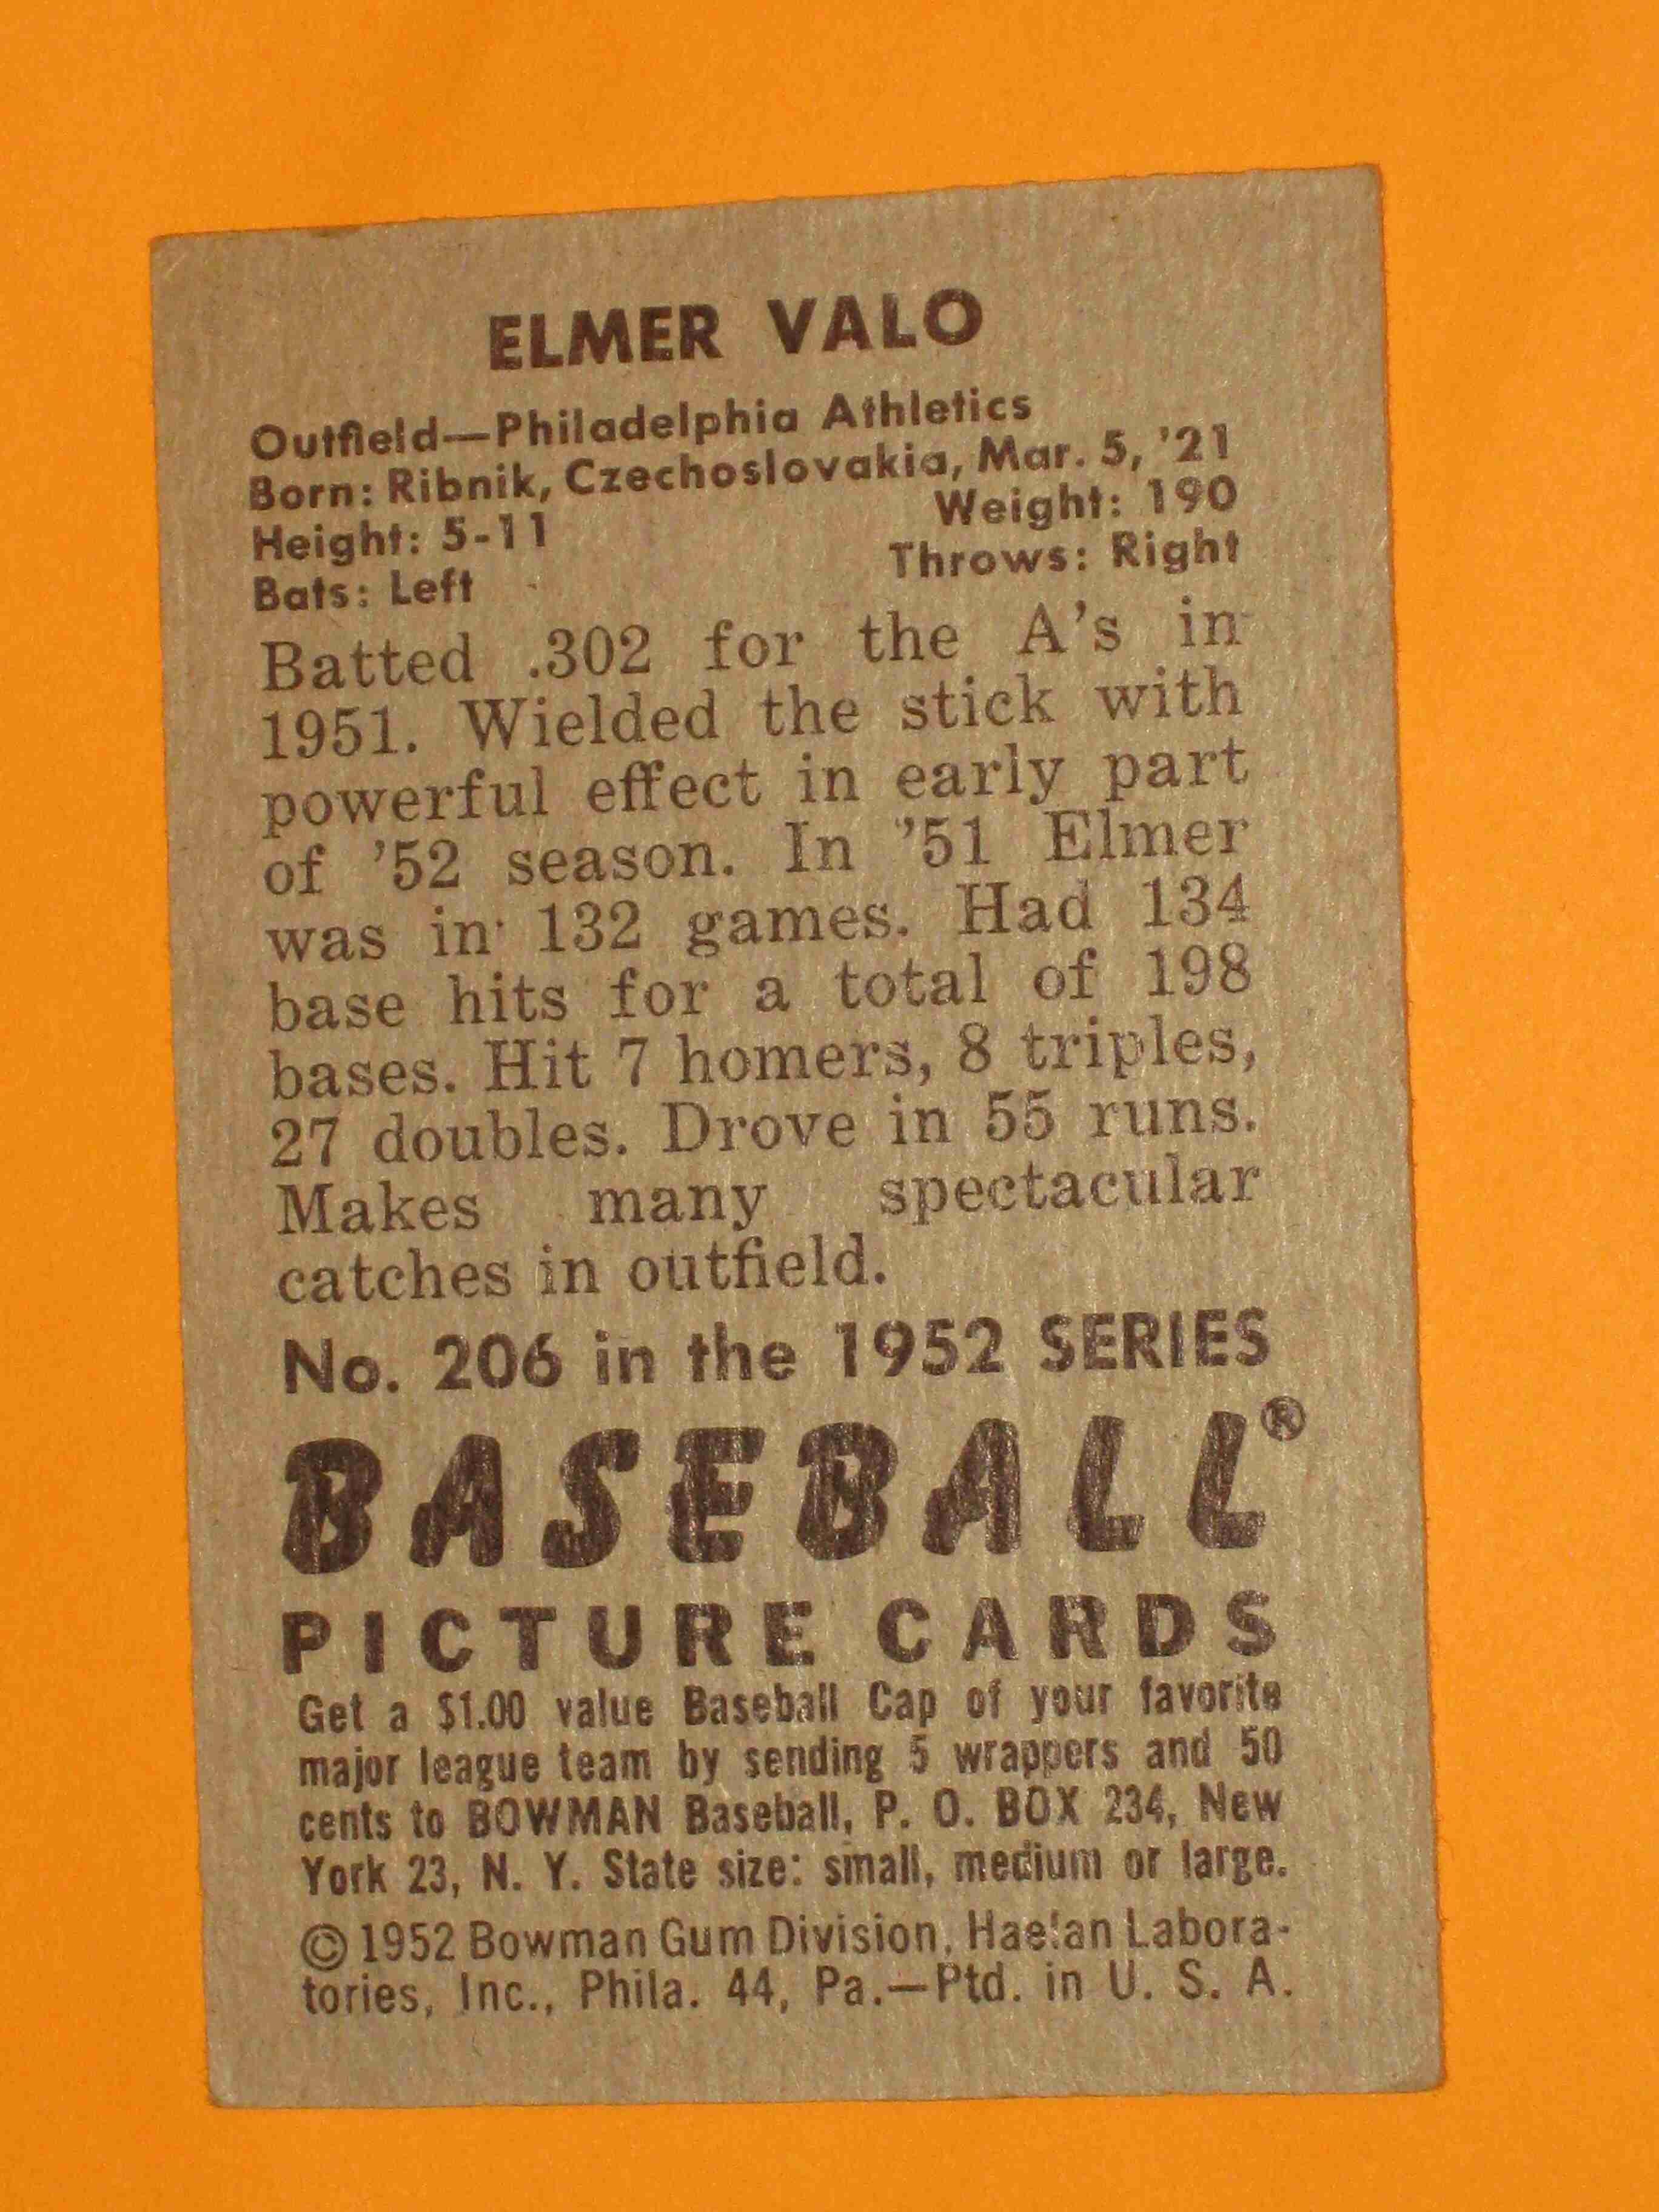 ELMER VALO
Outfield—Philadelphia Athletics
Born: Ribnik, Czechoslovakia, Mar. 5, '21
Height: 5-11 Weight: 190
Bats: Left Throws: Right
Batted .302 for the A's in
1951. Wielded the stick with
powerful effect in early part
of '52 season. In '51 Elmer
was in 132 games. Had 134
base hits for a total of 198
bases. Hit 7 homers, 8 triples,
27 doubles. Drove in 55 runs.
Makes many spectacular
catches in outfield.
No. 206 in the 1952 SERIES
BASEBALL®
PICTURE CARDS
Get a $1.00 value Baseball Cap of your favorite
major league team by sending 5 wrappers and 50
cents to BOWMAN Baseball, P. O. BOX 234, New
York 23, N. Y. State size: small, medium or large.
© 1952 Bowman Gum Division, Haelan Labora-
tories, Inc., Phila. 44, Pa.—Ptd. in U. S. A.